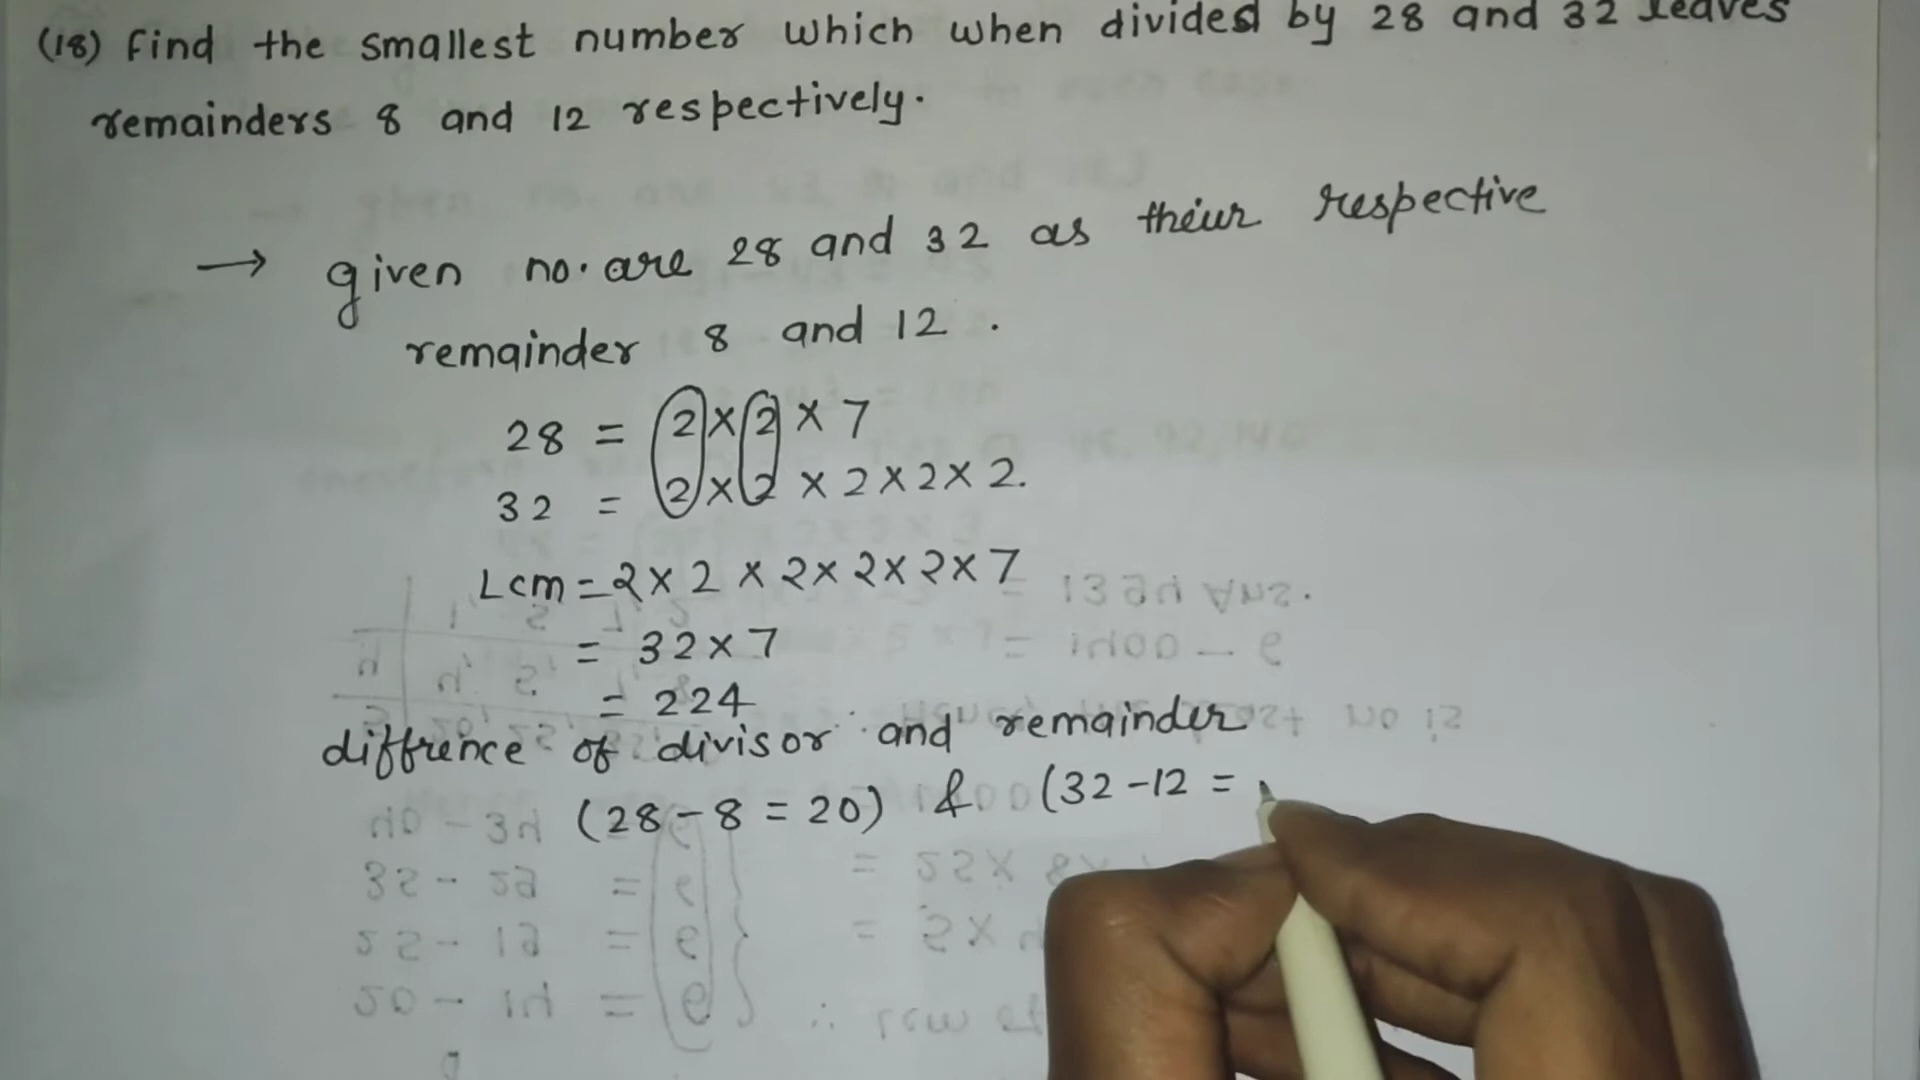 (18) Find the smallest number which when divided by 28 and 32 leaves
remainders 8 and 12 respectively.
→ given no. are 28 and 32 as their respective
remainder 8 and 12 .
28 = 2 × 2 × 7
32 = 2 × 2 × 2 × 2 × 2.
Lcm = 2 × 2 × 2 × 2 × 2 × 7
= 32 × 7
= 224
diffrence of divisor and remainder
(28 - 8 = 20) & (32 - 12 =